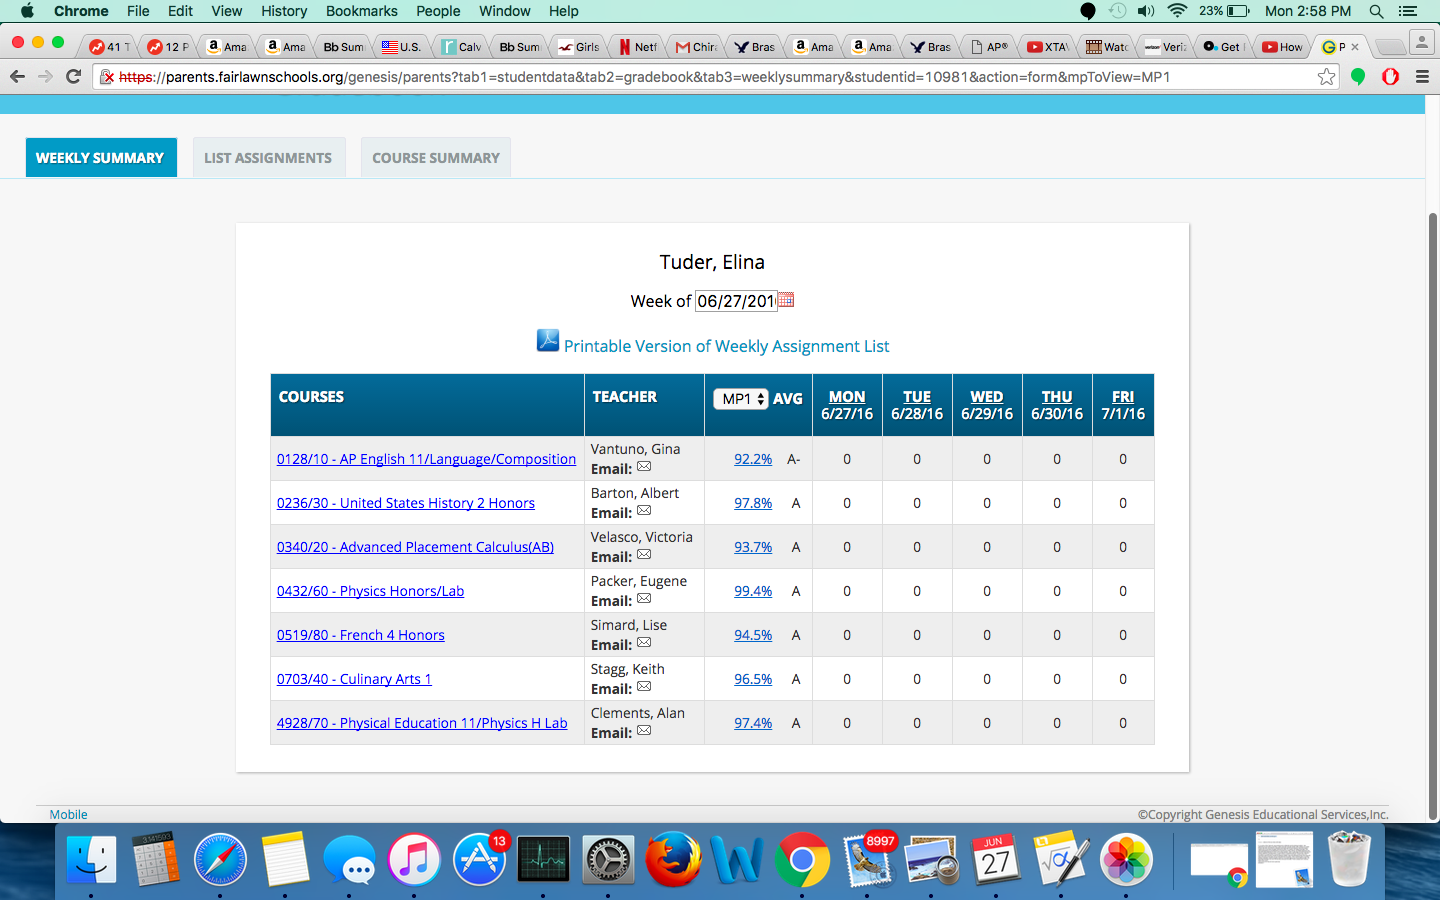 Chrome File Edit View History Bookmarks People Window Help 23% Mon 2:58 PM
41 T 12 P Ama Ama Bb Sum U.S. Calv Bb Sum Girls Netf Chir Bras Ama Ama Bras AP® XTA Wato Veriz Get How P
https://parents.fairlawnschools.org/genesis/parents?tab1=studentdata&tab2=gradebook&tab3=weeklysummary&studentid=10981&action=form&mpToView=MP1
WEEKLY SUMMARY LIST ASSIGNMENTS COURSE SUMMARY
Tuder, Elina
Week of 06/27/201
Printable Version of Weekly Assignment List
COURSES TEACHER MP1 AVG MON 6/27/16 TUE 6/28/16 WED 6/29/16 THU 6/30/16 FRI 7/1/16
0128/10 - AP English 11/Language/Composition Vantuno, Gina Email: 92.2% A- 0 0 0 0 0
0236/30 - United States History 2 Honors Barton, Albert Email: 97.8% A 0 0 0 0 0
0340/20 - Advanced Placement Calculus(AB) Velasco, Victoria Email: 93.7% A 0 0 0 0 0
0432/60 - Physics Honors/Lab Packer, Eugene Email: 99.4% A 0 0 0 0 0
0519/80 - French 4 Honors Simard, Lise Email: 94.5% A 0 0 0 0 0
0703/40 - Culinary Arts 1 Stagg, Keith Email: 96.5% A 0 0 0 0 0
4928/70 - Physical Education 11/Physics H Lab Clements, Alan Email: 97.4% A 0 0 0 0 0
Mobile ©Copyright Genesis Educational Services,Inc.
13 8997 JUN 27